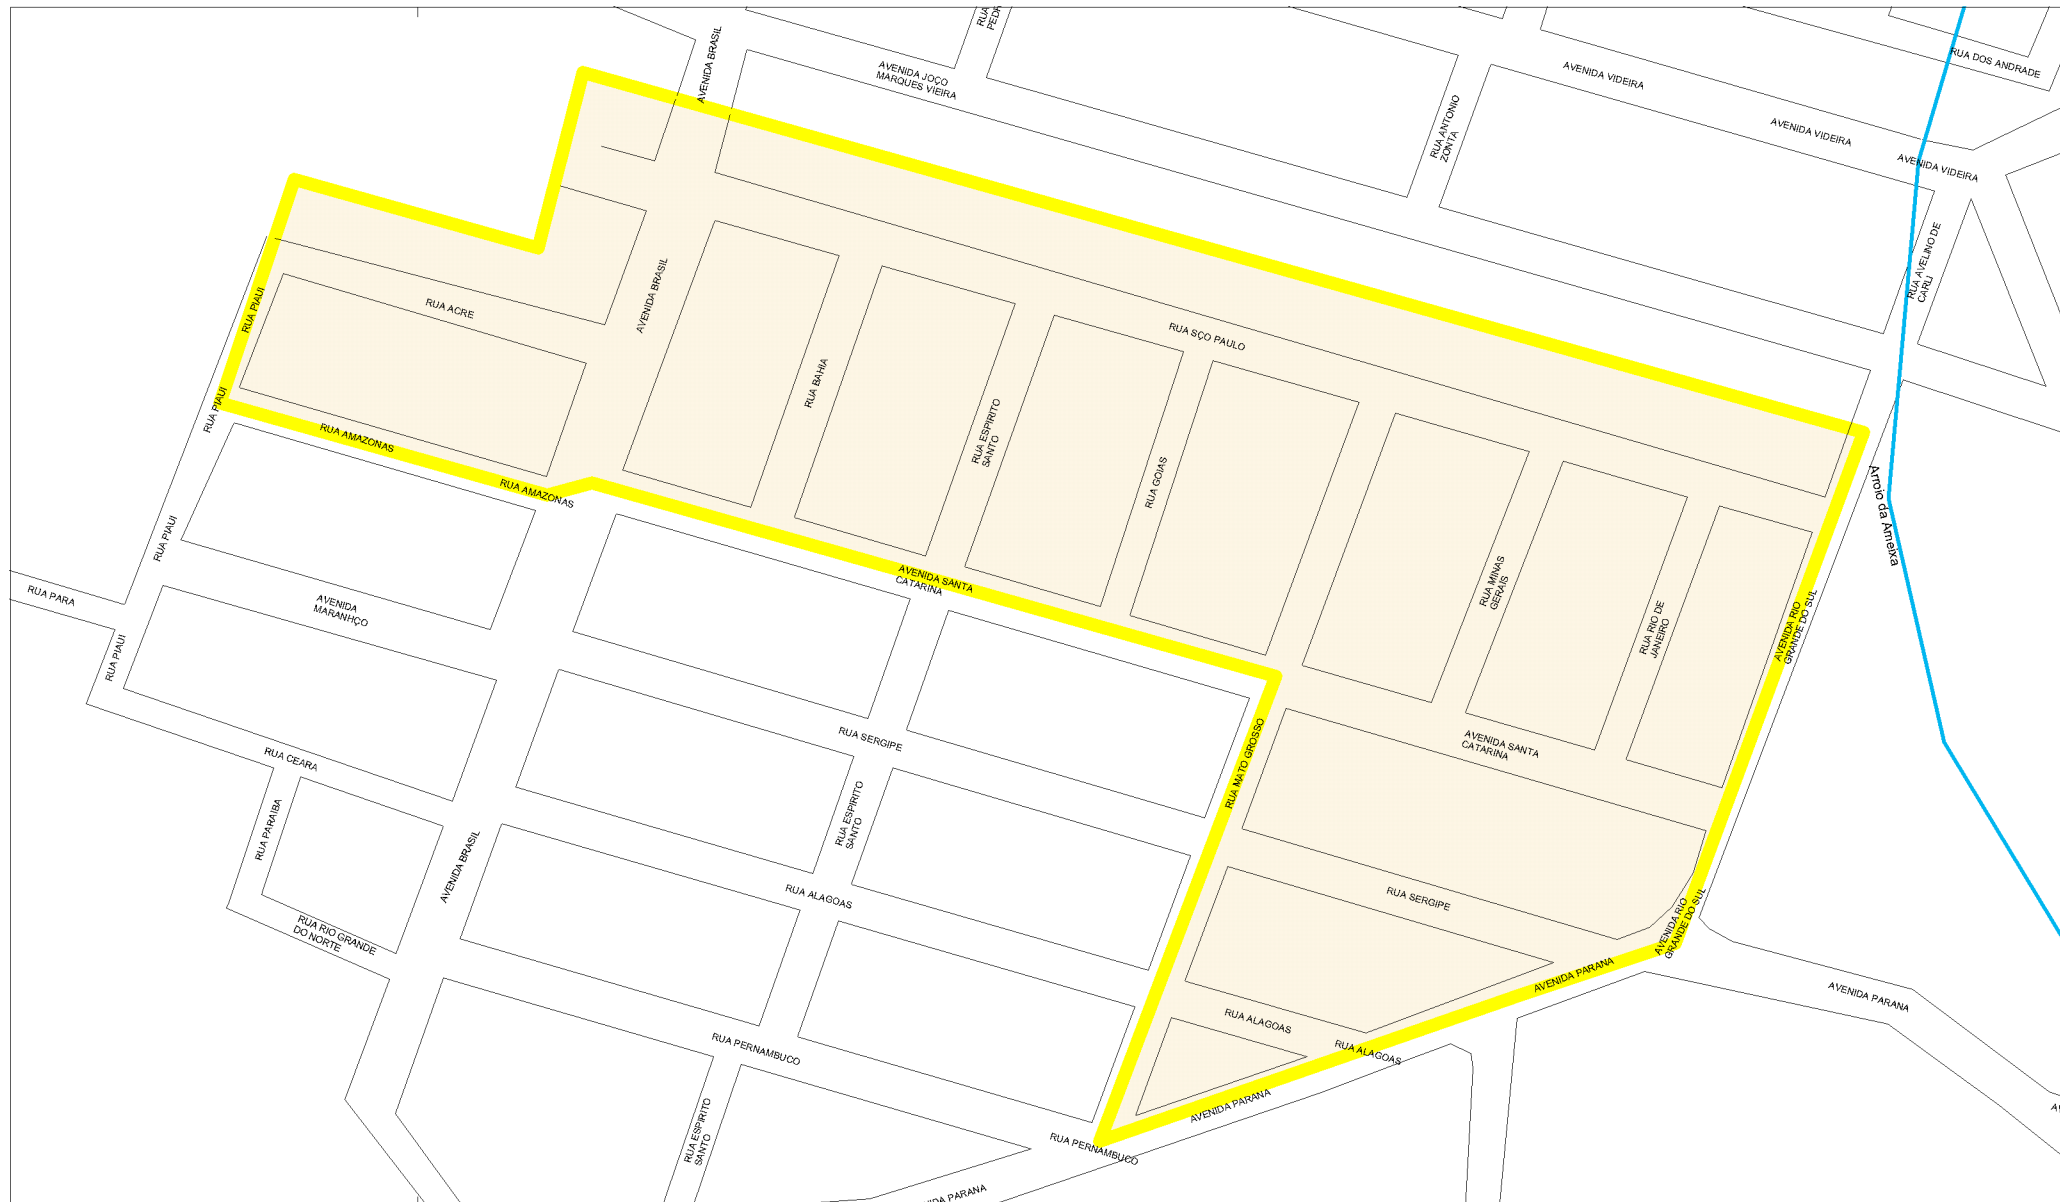 AVENIDA BRASIL
RUA
PEDR
AVENIDA JOÇO
MARQUES VIEIRA
AVENIDA VIDEIRA
RUA DOS ANDRADE
AVENIDA VIDEIRA
RUA ANTONIO
ZONTA
AVENIDA VIDEIRA
RUA AVELINO DE
CARLI
RUA PIAUI
RUA ACRE
AVENIDA BRASIL
RUA SÇO PAULO
RUA BAHIA
RUA PIAUI
RUA AMAZONAS
RUA ESPIRITO
SANTO
RUA GOIAS
RUA AMAZONAS
Arroio da Ameixa
RUA PIAUI
AVENIDA SANTA
CATARINA
RUA MINAS
GERAIS
RUA PARA
AVENIDA
MARANHÇO
RUA RIO DE
JANEIRO
AVENIDA RIO
GRANDE DO SUL
RUA PIAUI
RUA SERGIPE
AVENIDA SANTA
CATARINA
RUA CEARA
RUA MATO GROSSO
RUA PARAIBA
RUA ESPIRITO
SANTO
AVENIDA BRASIL
RUA ALAGOAS
RUA SERGIPE
RUA RIO GRANDE
DO NORTE
AVENIDA RIO
GRANDE DO SUL
AVENIDA PARANA
AVENIDA PARANA
RUA ALAGOAS
RUA PERNAMBUCO
RUA ALAGOAS
AVENIDA PARANA
AV
RUA ESPIRITO
SANTO
RUA PERNAMBUCO
IDA PARANA